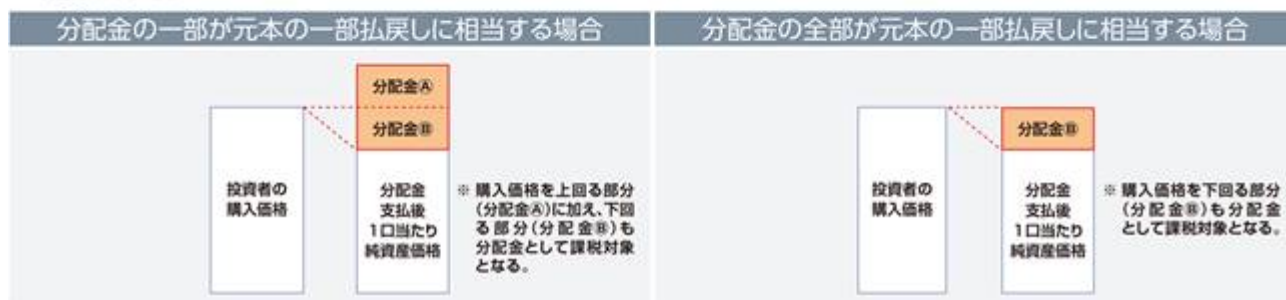 分配金の一部が元本の一部払戻しに相当する場合
分配金Ⓐ
分配金Ⓑ
投資者の
購入価格
分配金
支払後
1口当たり
純資産価格
※ 購入価格を上回る部分
(分配金Ⓐ)に加え、下回
る部分(分配金Ⓑ)も
分配金として課税対象
となる。
分配金の全部が元本の一部払戻しに相当する場合
分配金Ⓑ
投資者の
購入価格
分配金
支払後
1口当たり
純資産価格
※ 購入価格を下回る部分
(分配金Ⓑ)も分配金
として課税対象となる。